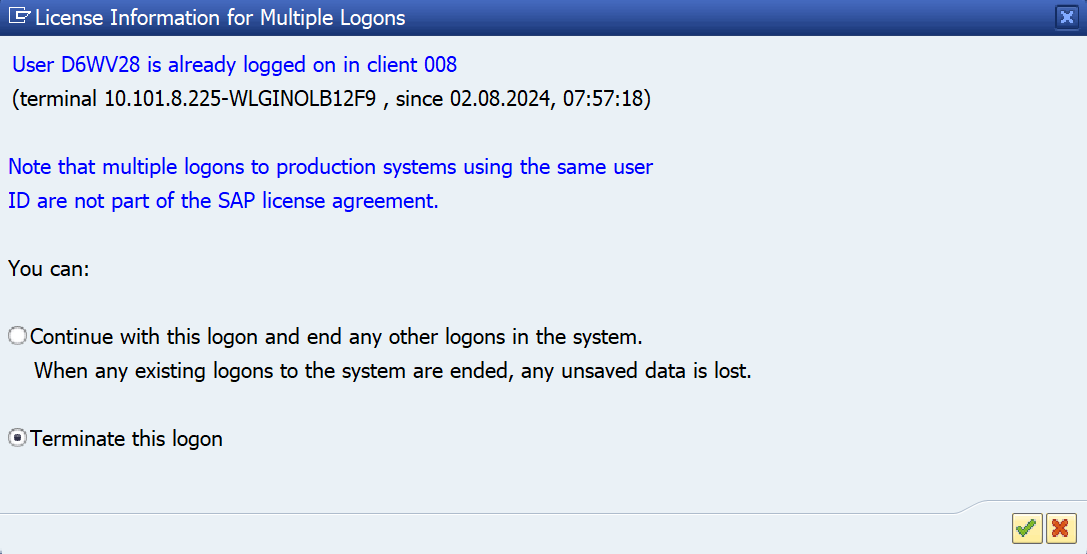 License Information for Multiple Logons
User D6WV28 is already logged on in client 008
(terminal 10.101.8.225-WLGINOLB12F9 , since 02.08.2024, 07:57:18)
Note that multiple logons to production systems using the same user
ID are not part of the SAP license agreement.
You can:
Continue with this logon and end any other logons in the system.
When any existing logons to the system are ended, any unsaved data is lost.
Terminate this logon